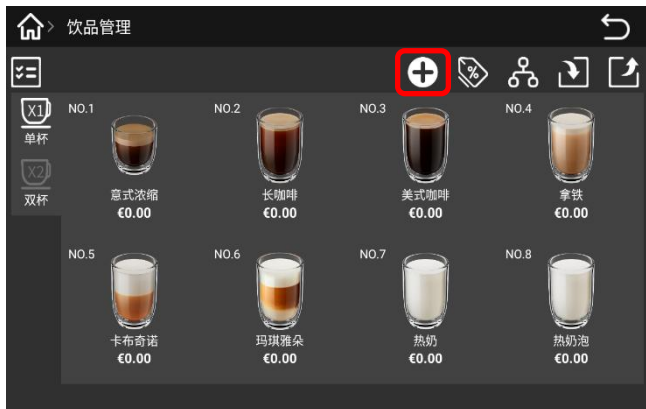 饮品管理
X1
单杯
X2
双杯
NO.1
意式浓缩
€0.00
NO.2
长咖啡
€0.00
NO.3
美式咖啡
€0.00
NO.4
拿铁
€0.00
NO.5
卡布奇诺
€0.00
NO.6
玛琪雅朵
€0.00
NO.7
热奶
€0.00
NO.8
热奶泡
€0.00